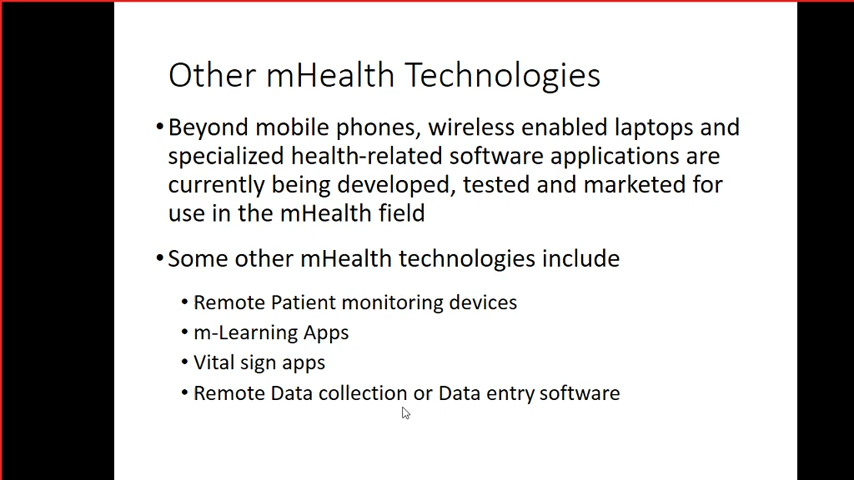 Other mHealth Technologies
• Beyond mobile phones, wireless enabled laptops and
specialized health-related software applications are
currently being developed, tested and marketed for
use in the mHealth field
• Some other mHealth technologies include
• Remote Patient monitoring devices
• m-Learning Apps
• Vital sign apps
• Remote Data collection or Data entry software